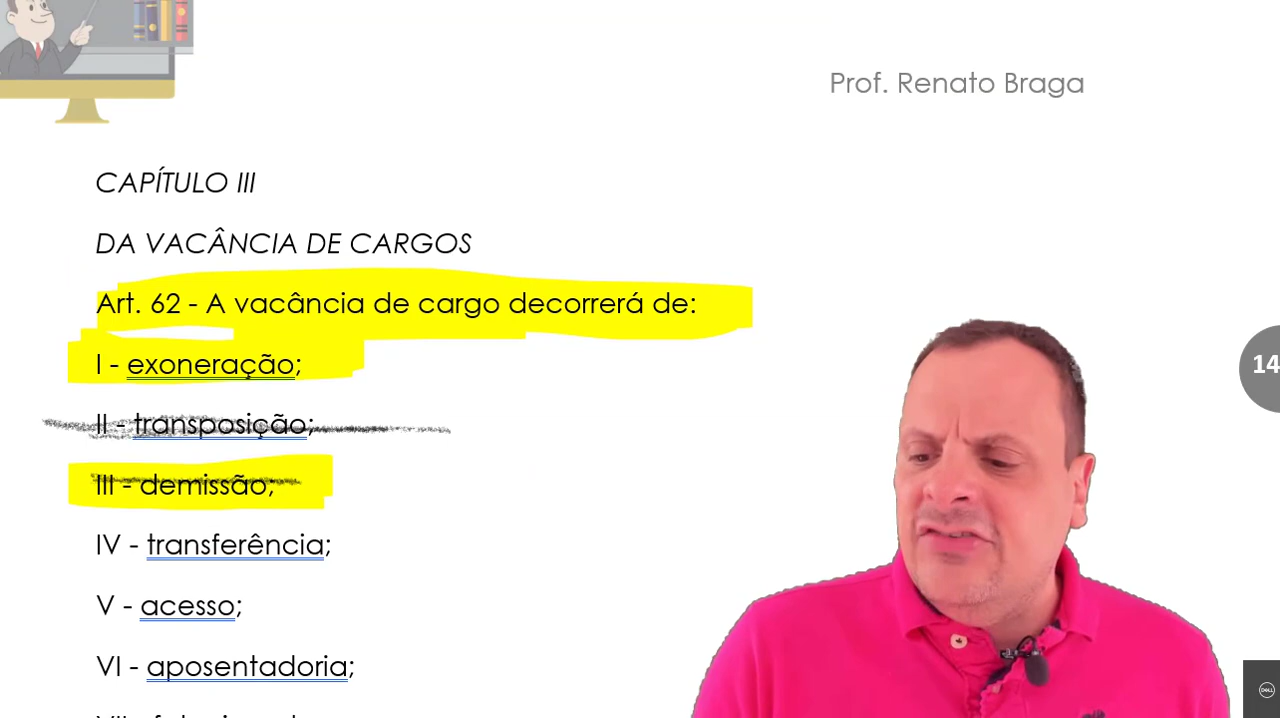 Prof. Renato Braga
CAPÍTULO III
DA VACÂNCIA DE CARGOS
Art. 62 - A vacância de cargo decorrerá de:
I - exoneração;
II - transposição;
III - demissão;
IV - transferência;
V - acesso;
VI - aposentadoria;
14
DELL